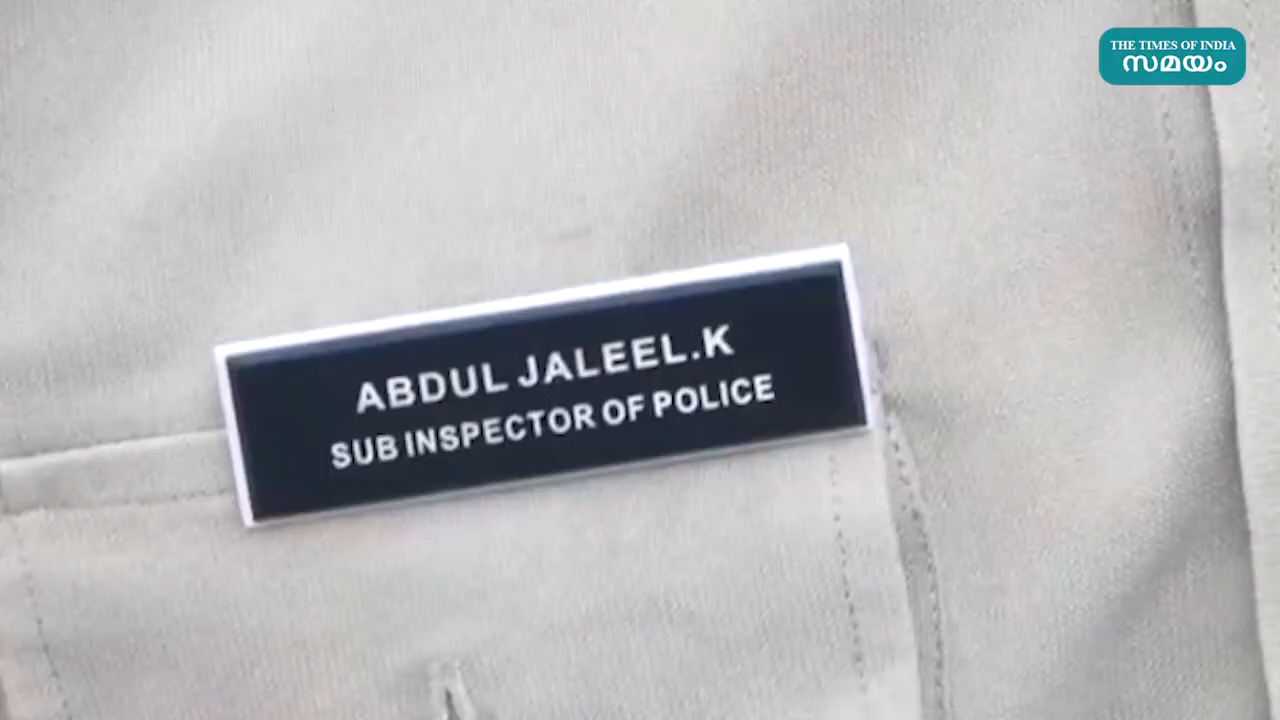 THE TIMES OF INDIA
സമയം
ABDUL JALEEL.K
SUB INSPECTOR OF POLICE